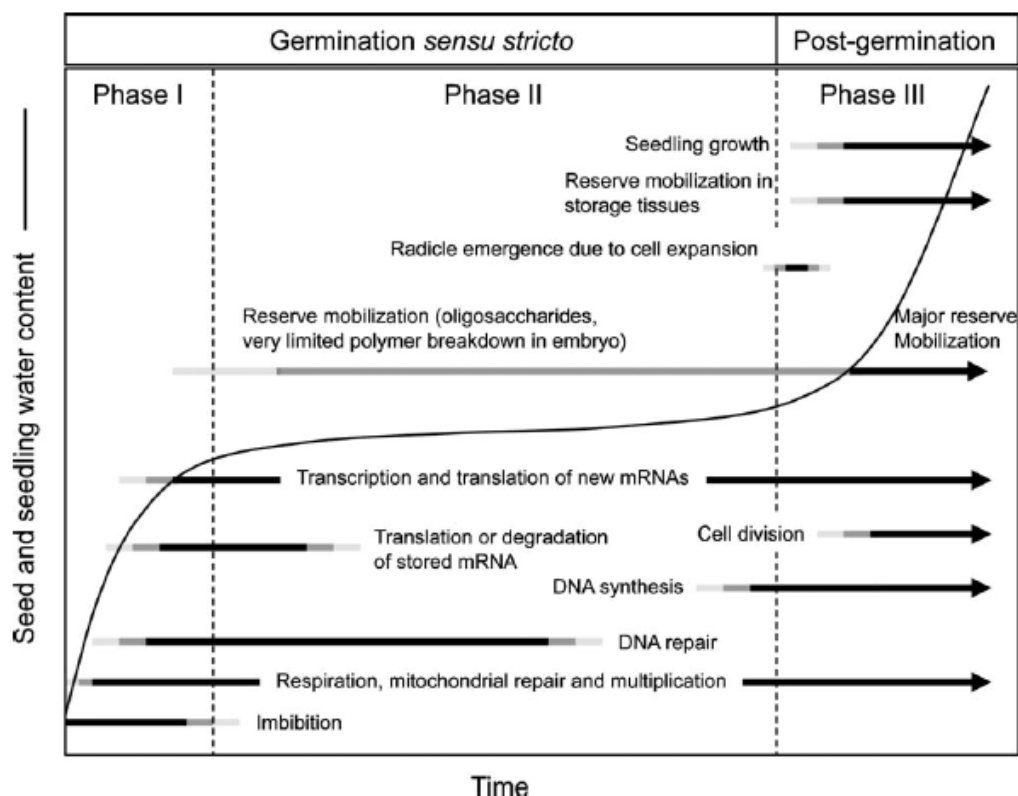 Germination sensu stricto
Post-germination
Phase I
Phase II
Phase III
Seedling growth
Reserve mobilization in
storage tissues
Radicle emergence due to cell expansion
Reserve mobilization (oligosaccharides,
very limited polymer breakdown in embryo)
Major reserve
Mobilization
Transcription and translation of new mRNAs
Translation or degradation
of stored mRNA
Cell division
DNA synthesis
DNA repair
Respiration, mitochondrial repair and multiplication
Imbibition
Seed and seedling water content
Time